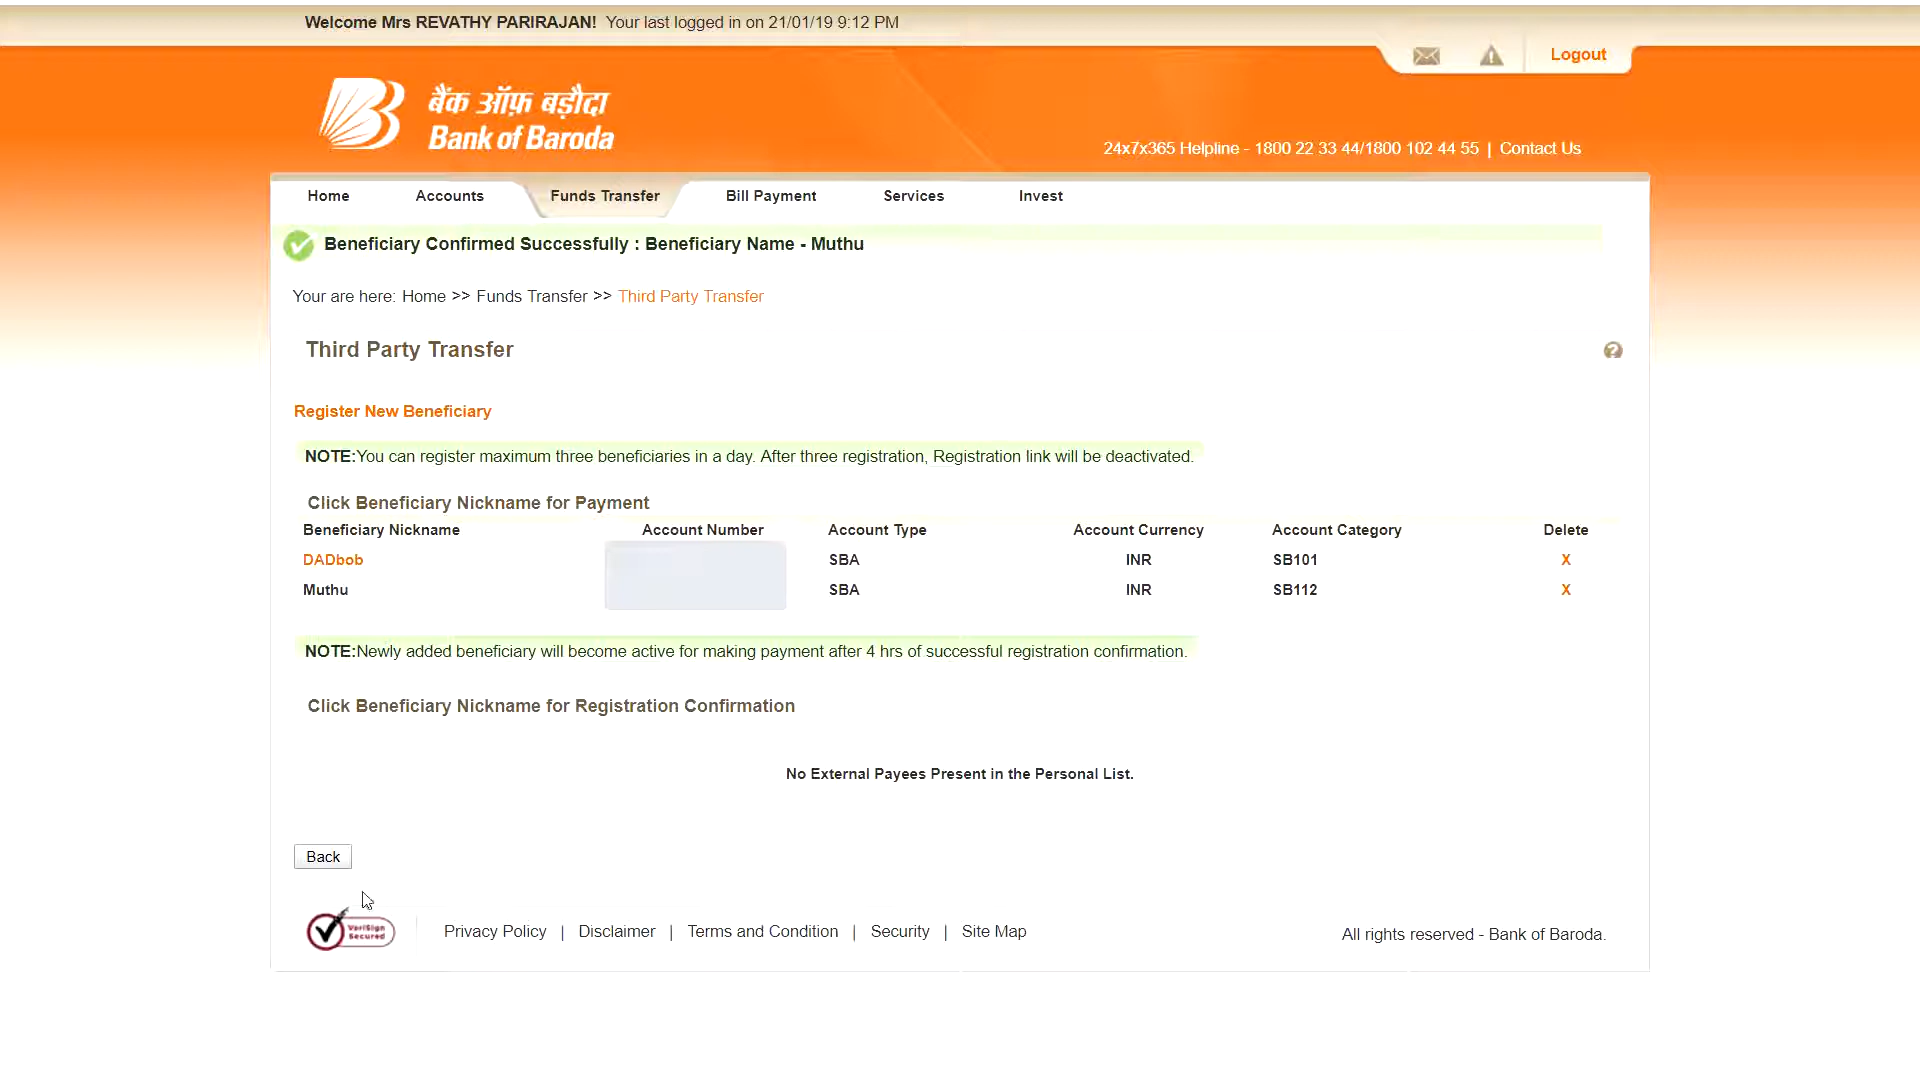 Welcome Mrs REVATHY PARIRAJAN! Your last logged in on 21/01/19 9:12 PM
Logout
बैंक ऑफ़ बड़ौदा
Bank of Baroda
24x7x365 Helpline - 1800 22 33 44/1800 102 44 55 | Contact Us
Home Accounts Funds Transfer Bill Payment Services Invest
Beneficiary Confirmed Successfully : Beneficiary Name - Muthu
Your are here: Home >> Funds Transfer >> Third Party Transfer
Third Party Transfer
?
Register New Beneficiary
NOTE:You can register maximum three beneficiaries in a day. After three registration, Registration link will be deactivated.
Click Beneficiary Nickname for Payment
Beneficiary Nickname Account Number Account Type Account Currency Account Category Delete
DADbob SBA INR SB101 X
Muthu SBA INR SB112 X
NOTE:Newly added beneficiary will become active for making payment after 4 hrs of successful registration confirmation.
Click Beneficiary Nickname for Registration Confirmation
No External Payees Present in the Personal List.
Back
VeriSign
Secured
Privacy Policy | Disclaimer | Terms and Condition | Security | Site Map
All rights reserved - Bank of Baroda.